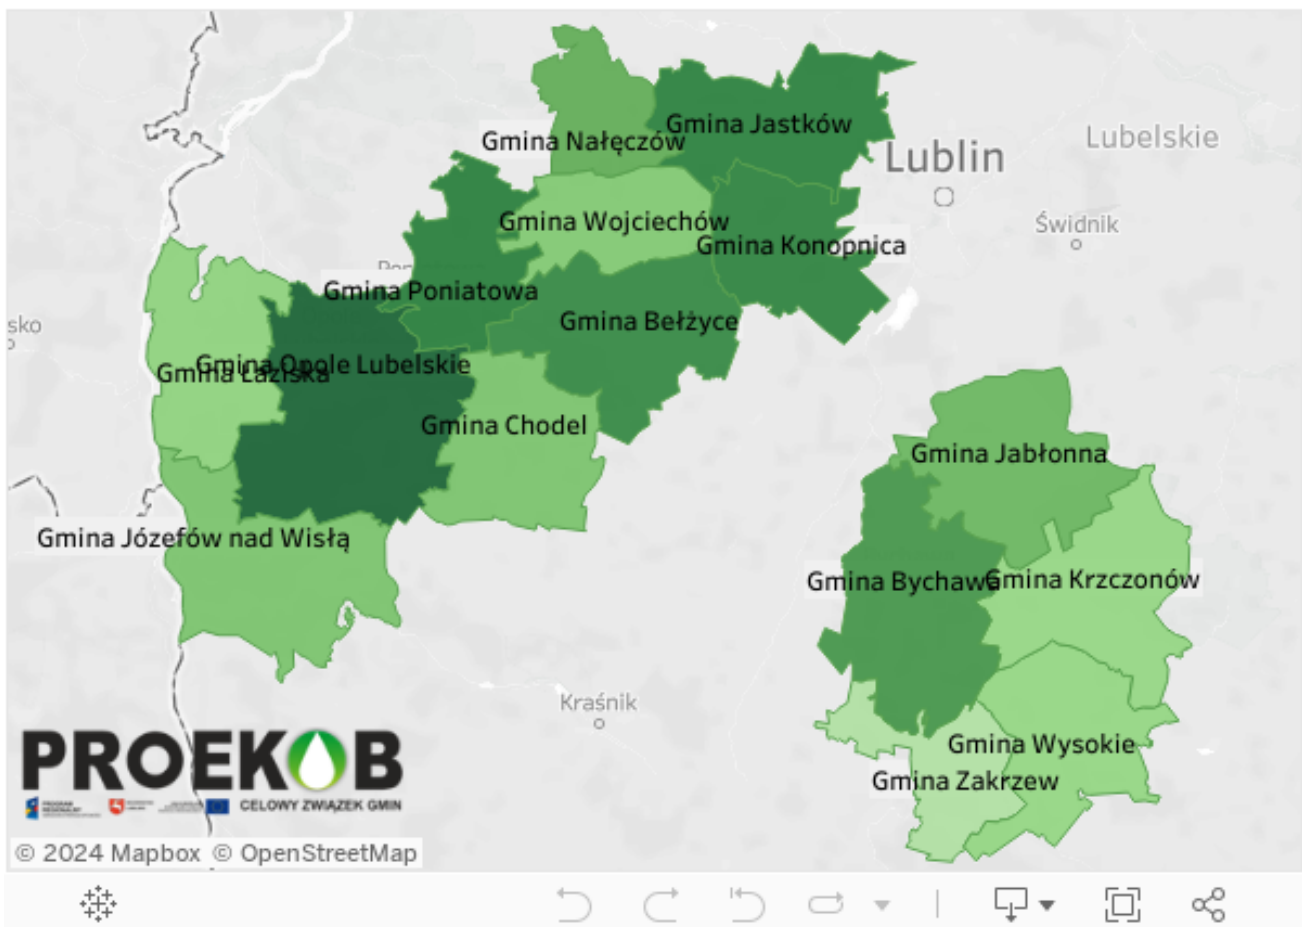 Gmina Nałęczów
Gmina Jastków
Lublin
Lubelskie
Gmina Wojciechów
Gmina Konopnica
Świdnik
Gmina Poniatowa
Gmina Bełżyce
sko
Gmina Opole Lubelskie
Gmina Łaziska
Gmina Chodel
Gmina Jabłonna
Gmina Józefów nad Wisłą
Gmina Bychawa
Gmina Krzczonów
Kraśnik
Gmina Wysokie
Gmina Zakrzew
PROEKOB
CELOWY ZWIĄZEK GMIN
© 2024 Mapbox © OpenStreetMap